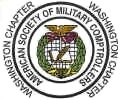 WASHINGTON CHAPTER
AMERICAN SOCIETY OF MILITARY COMPTROLLERS
WASHINGTON CHAPTER